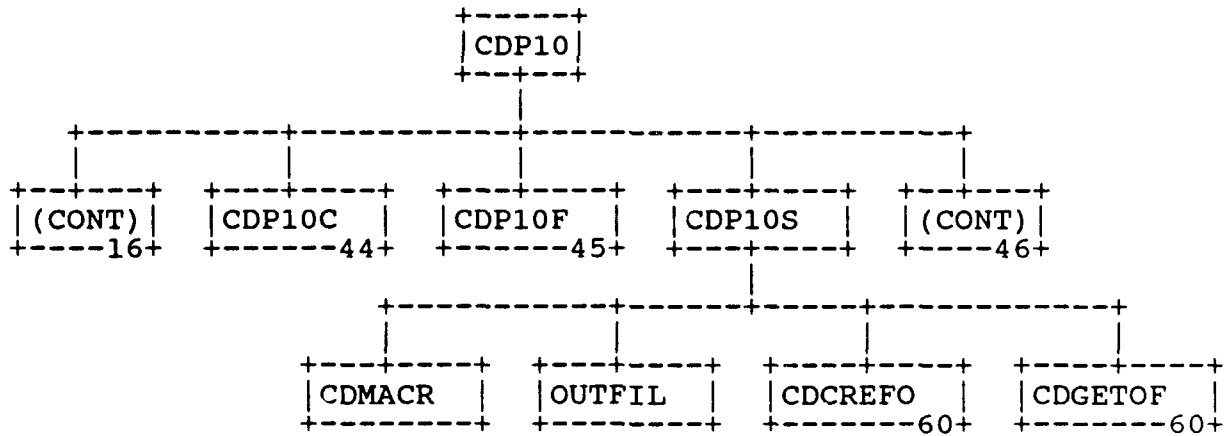 CDP10
(CONT) CDP10C CDP10F CDP10S (CONT)
16 44 45 46
CDMACR OUTFIL CDCREFO CDGETOF
60 60